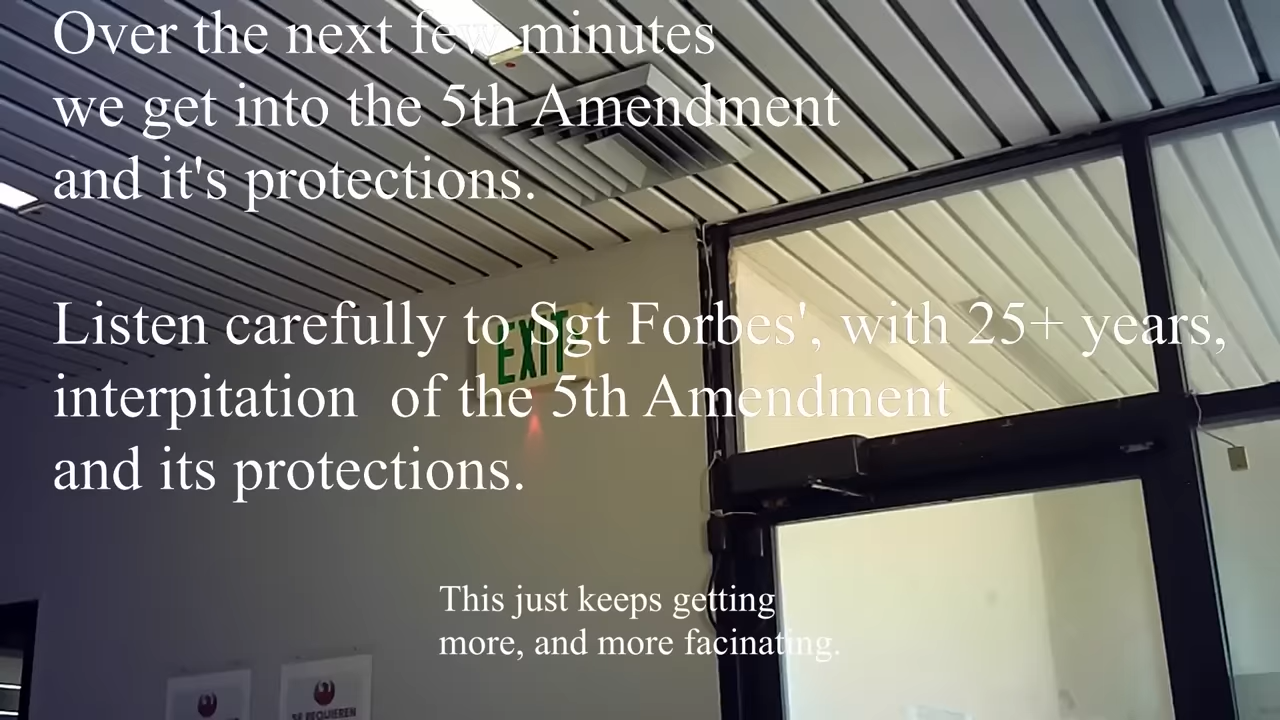 Over the next few minutes
we get into the 5th Amendment
and it's protections.
EXIT
Listen carefully to Sgt Forbes', with 25+ years,
interpitation of the 5th Amendment
and its protections.
This just keeps getting
more, and more facinating.
SE REQUIEREN